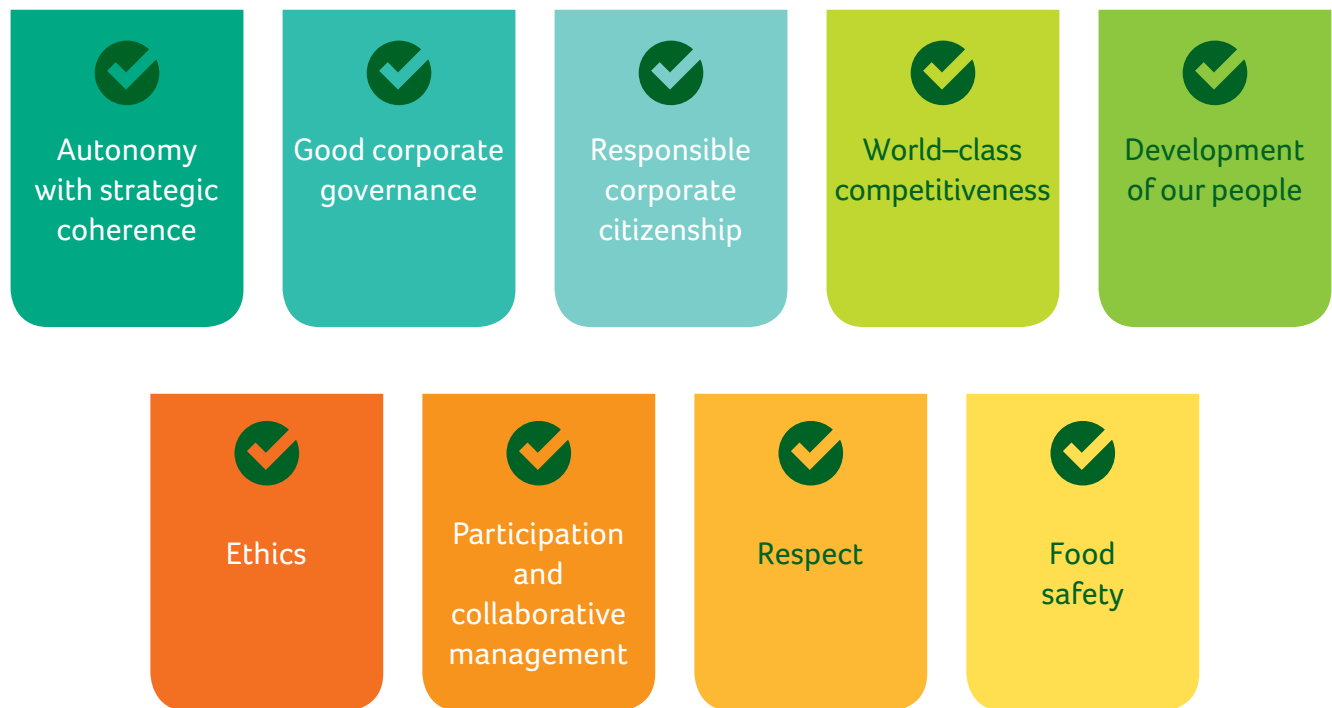 Autonomy
with strategic
coherence
Good corporate
governance
Responsible
corporate
citizenship
World–class
competitiveness
Development
of our people
Ethics
Participation
and
collaborative
management
Respect
Food
safety